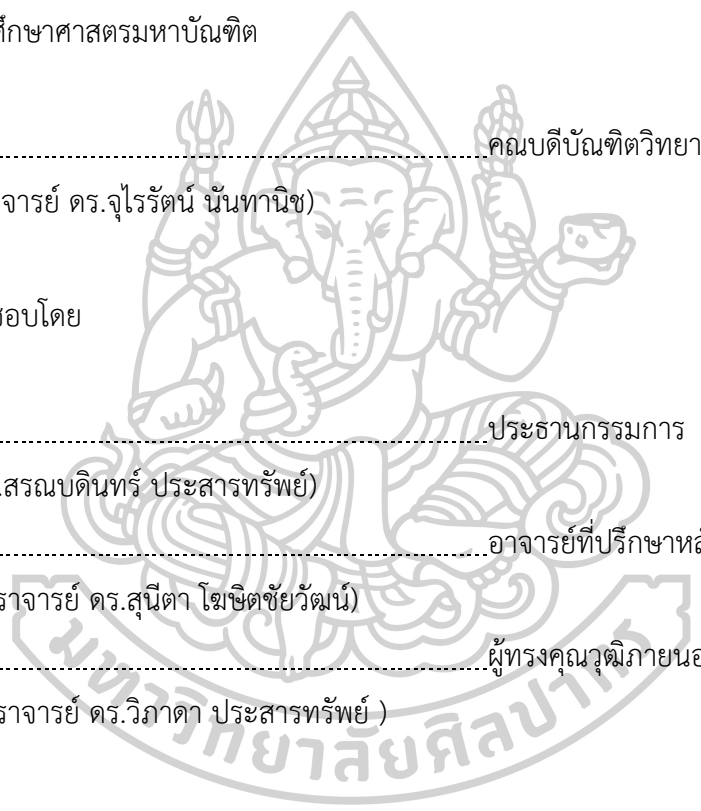 ศึกษาศาสตรมหาบัณฑิต
คณบดีบัณฑิตวิทยา
จารย์ ดร.จุไรรัตน์ นันทานิช)
สอบโดย
ประธานกรรมการ
.สรณบดินทร์ ประสารทรัพย์)
อาจารย์ที่ปรึกษาหลั
ราจารย์ ดร.สุนีตา โฆษิตชัยวัฒน์)
ผู้ทรงคุณวุฒิภายนอ
ราจารย์ ดร.วิภาดา ประสารทรัพย์ )
มหาวิทยาลัยศิลปากร